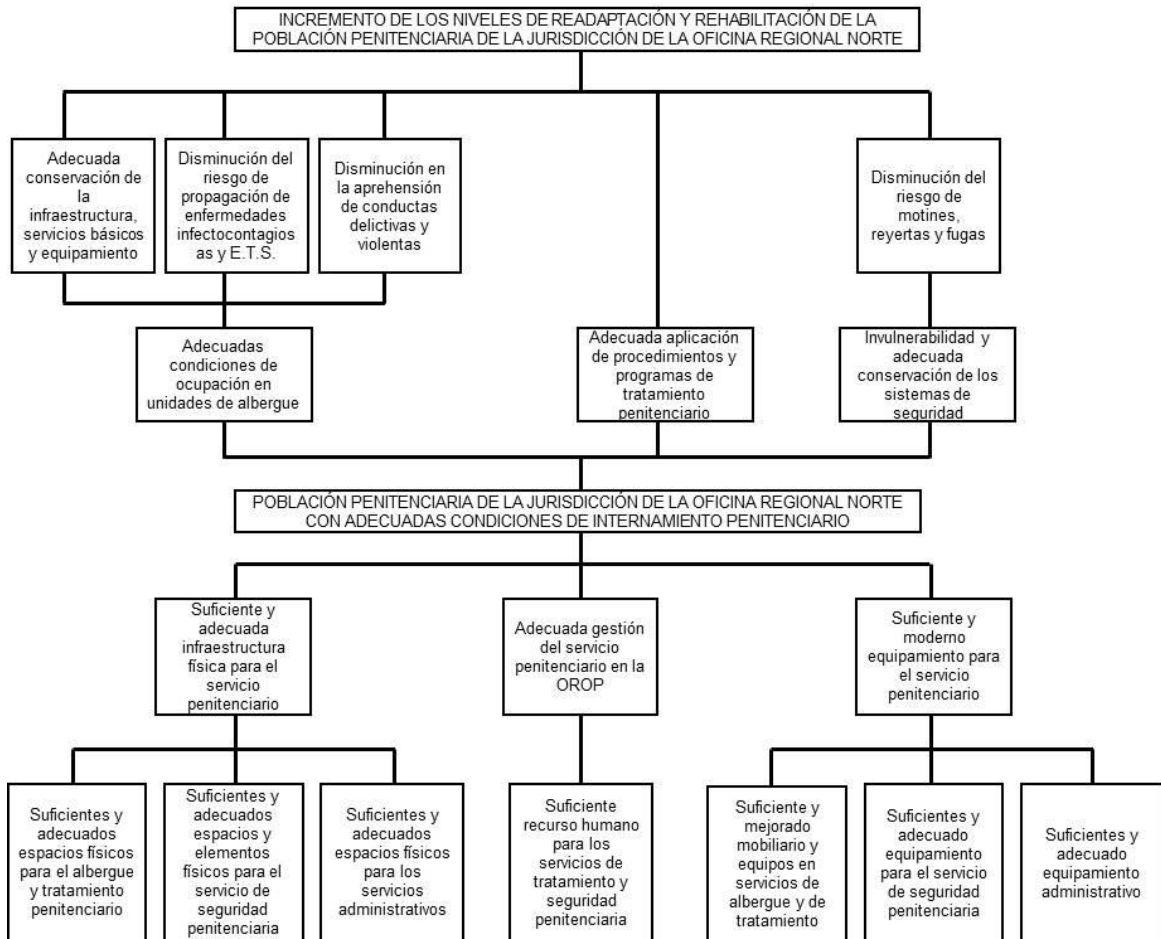 INCREMENTO DE LOS NIVELES DE READAPTACIÓN Y REHABILITACIÓN DE LA
POBLACIÓN PENITENCIARIA DE LA JURISDICCIÓN DE LA OFICINA REGIONAL NORTE
Adecuada
conservación de
la
infraestructura,
servicios básicos
y equipamiento
Disminución del
riesgo de
propagación de
enfermedades
infectocontagios
as y E.T.S.
Disminución en
la aprehensión
de conductas
delictivas y
violentas
Disminución del
riesgo de
motines,
reyertas y fugas
Adecuadas
condiciones de
ocupación en
unidades de albergue
Adecuada aplicación
de procedimientos y
programas de
tratamiento
penitenciario
Invulnerabilidad y
adecuada
conservación de los
sistemas de
seguridad
POBLACIÓN PENITENCIARIA DE LA JURISDICCIÓN DE LA OFICINA REGIONAL NORTE
CON ADECUADAS CONDICIONES DE INTERNAMIENTO PENITENCIARIO
Suficiente y
adecuada
infraestructura
física para el
servicio
penitenciario
Adecuada gestión
del servicio
penitenciario en la
OROP
Suficiente y
moderno
equipamiento para
el servicio
penitenciario
Suficientes y
adecuados
espacios físicos
para el albergue
y tratamiento
penitenciario
Suficientes y
adecuados
espacios y
elementos
físicos para el
servicio de
seguridad
penitenciaria
Suficientes y
adecuados
espacios físicos
para los
servicios
administrativos
Suficiente
recurso humano
para los
servicios de
tratamiento y
seguridad
penitenciaria
Suficiente y
mejorado
mobiliario y
equipos en
servicios de
albergue y de
tratamiento
Suficientes y
adecuado
equipamiento
para el servicio
de seguridad
penitenciaria
Suficientes y
adecuado
equipamiento
administrativo